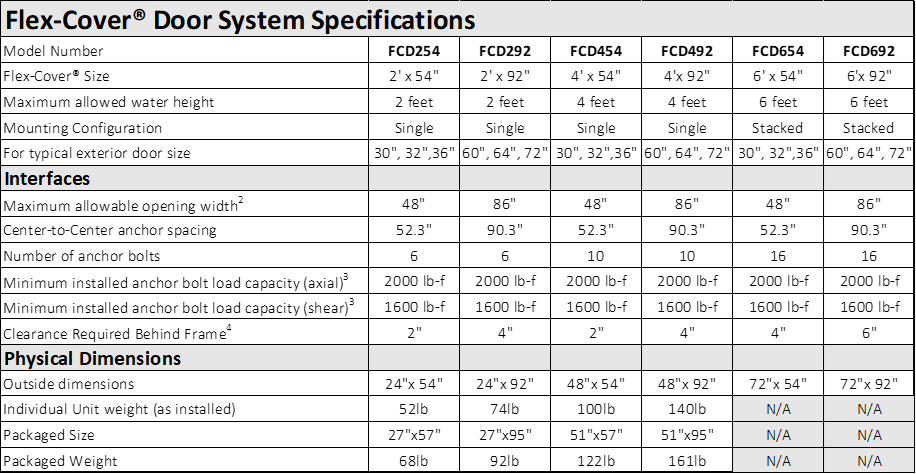 Flex-Cover® Door System Specifications
Model Number FCD254 FCD292 FCD454 FCD492 FCD654 FCD692
Flex-Cover® Size 2' x 54" 2' x 92" 4' x 54" 4'x 92" 6' x 54" 6'x 92"
Maximum allowed water height 2 feet 2 feet 4 feet 4 feet 6 feet 6 feet
Mounting Configuration Single Single Single Single Stacked Stacked
For typical exterior door size 30", 32",36" 60", 64", 72" 30", 32",36" 60", 64", 72" 30", 32",36" 60", 64", 72"
Interfaces
Maximum allowable opening width² 48" 86" 48" 86" 48" 86"
Center-to-Center anchor spacing 52.3" 90.3" 52.3" 90.3" 52.3" 90.3"
Number of anchor bolts 6 6 10 10 16 16
Minimum installed anchor bolt load capacity (axial)³ 2000 lb-f 2000 lb-f 2000 lb-f 2000 lb-f 2000 lb-f 2000 lb-f
Minimum installed anchor bolt load capacity (shear)³ 1600 lb-f 1600 lb-f 1600 lb-f 1600 lb-f 1600 lb-f 1600 lb-f
Clearance Required Behind Frame⁴ 2" 4" 2" 4" 4" 6"
Physical Dimensions
Outside dimensions 24"x 54" 24"x 92" 48"x 54" 48"x 92" 72"x 54" 72"x 92"
Individual Unit weight (as installed) 52lb 74lb 100lb 140lb N/A N/A
Packaged Size 27"x57" 27"x95" 51"x57" 51"x95" N/A N/A
Packaged Weight 68lb 92lb 122lb 161lb N/A N/A